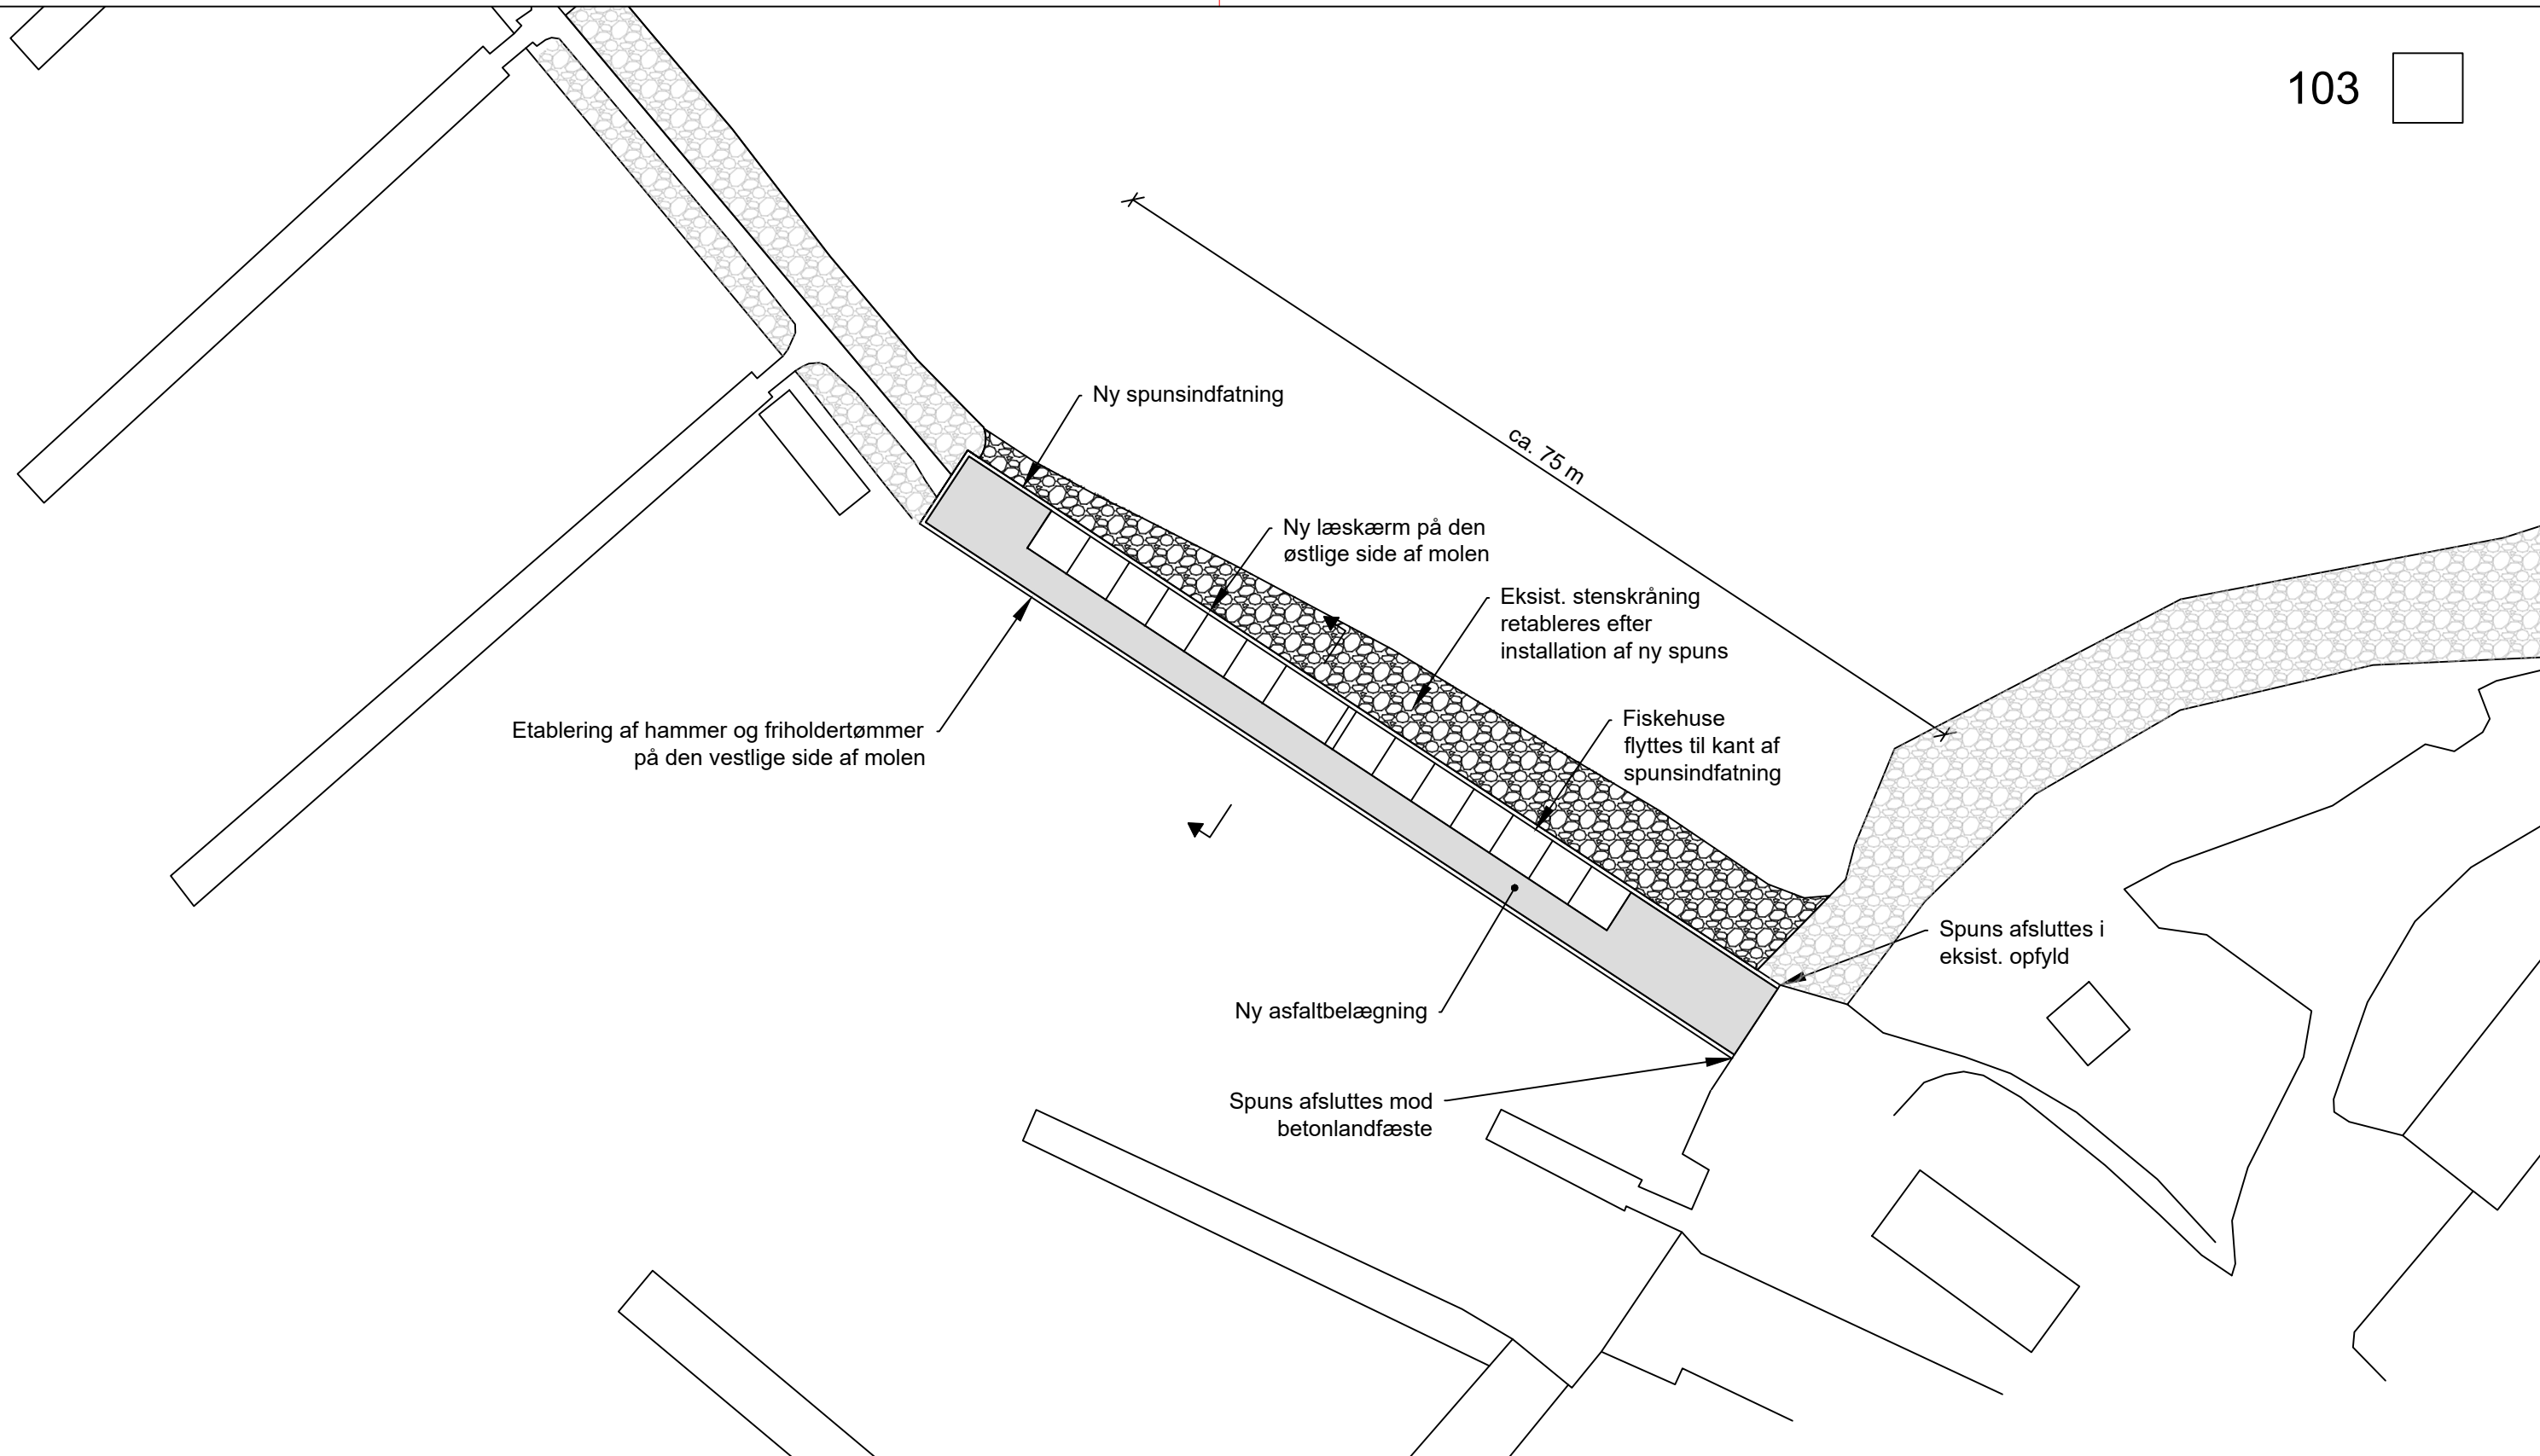 103
Ny spunsindfatning
ca. 75 m
Ny læskærm på den
østlige side af molen
Eksist. stenskråning
retableres efter
installation af ny spuns
Fiskehuse
flyttes til kant af
spunsindfatning
Etablering af hammer og friholdertømmer
på den vestlige side af molen
Spuns afsluttes i
eksist. opfyld
Ny asfaltbelægning
Spuns afsluttes mod
betonlandfæste